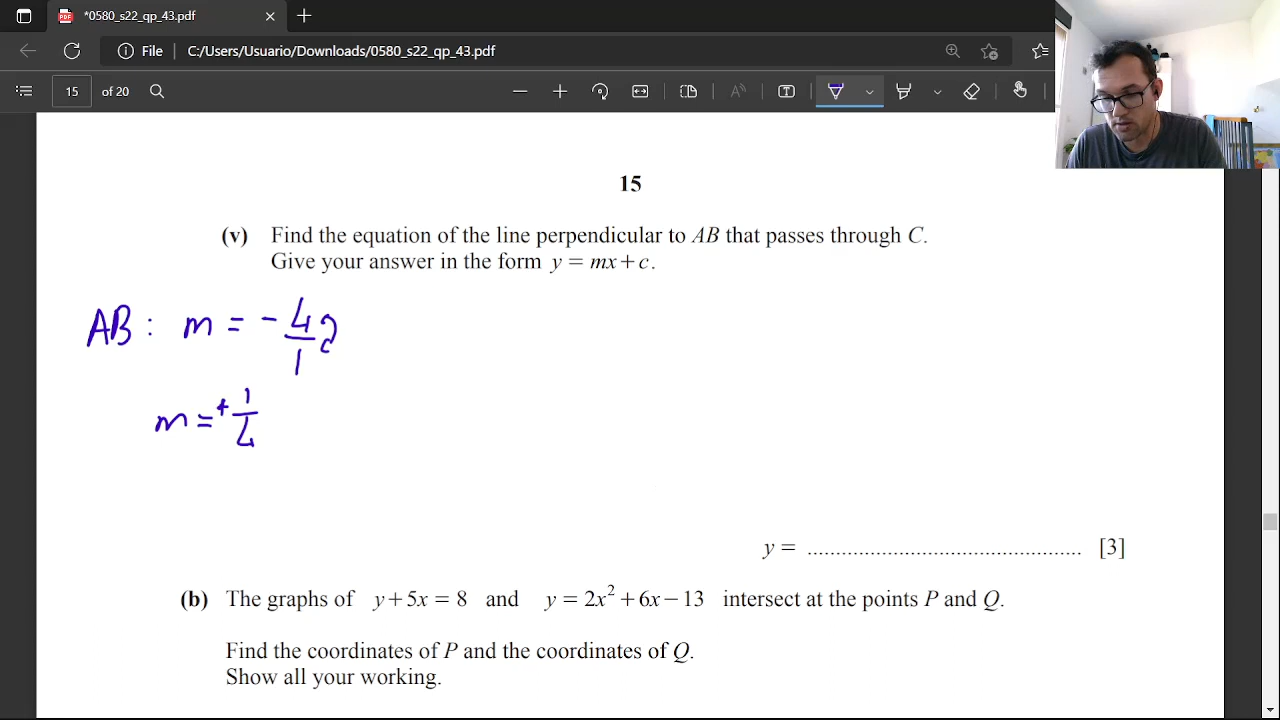 *0580_s22_qp_43.pdf
File C:/Users/Usuario/Downloads/0580_s22_qp_43.pdf
15 of 20
15
(v) Find the equation of the line perpendicular to AB that passes through C.
Give your answer in the form y = mx + c.
AB : m = - 4/1
m = + 1/4
y = ............................................... [3]
(b) The graphs of y + 5x = 8 and y = 2x² + 6x − 13 intersect at the points P and Q.
Find the coordinates of P and the coordinates of Q.
Show all your working.